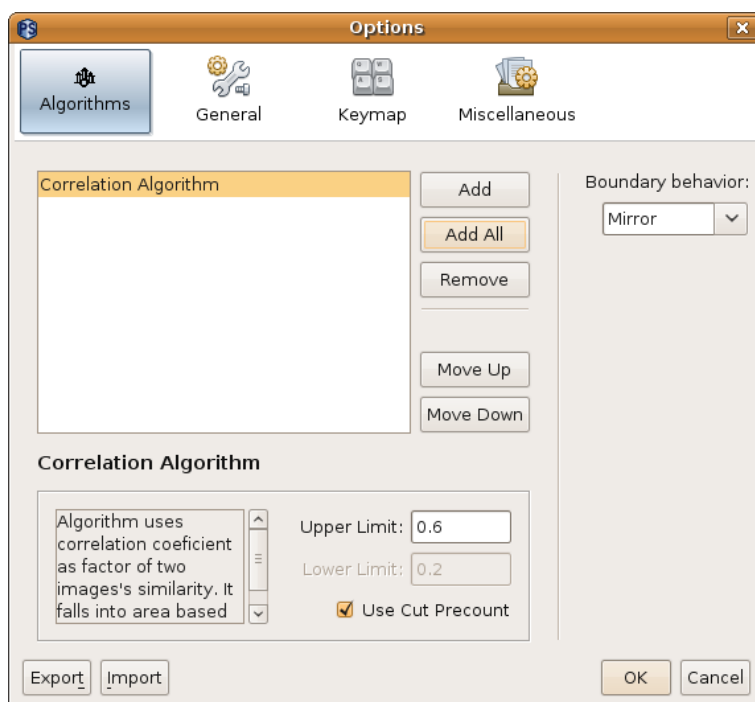 PS
Options
Algorithms
General
Keymap
Miscellaneous
Correlation Algorithm
Add
Add All
Remove
Move Up
Move Down
Boundary behavior:
Mirror
Correlation Algorithm
Algorithm uses
correlation coeficient
as factor of two
images's similarity. It
falls into area based
Upper Limit: 0.6
Lower Limit: 0.2
Use Cut Precount
Export
Import
OK
Cancel